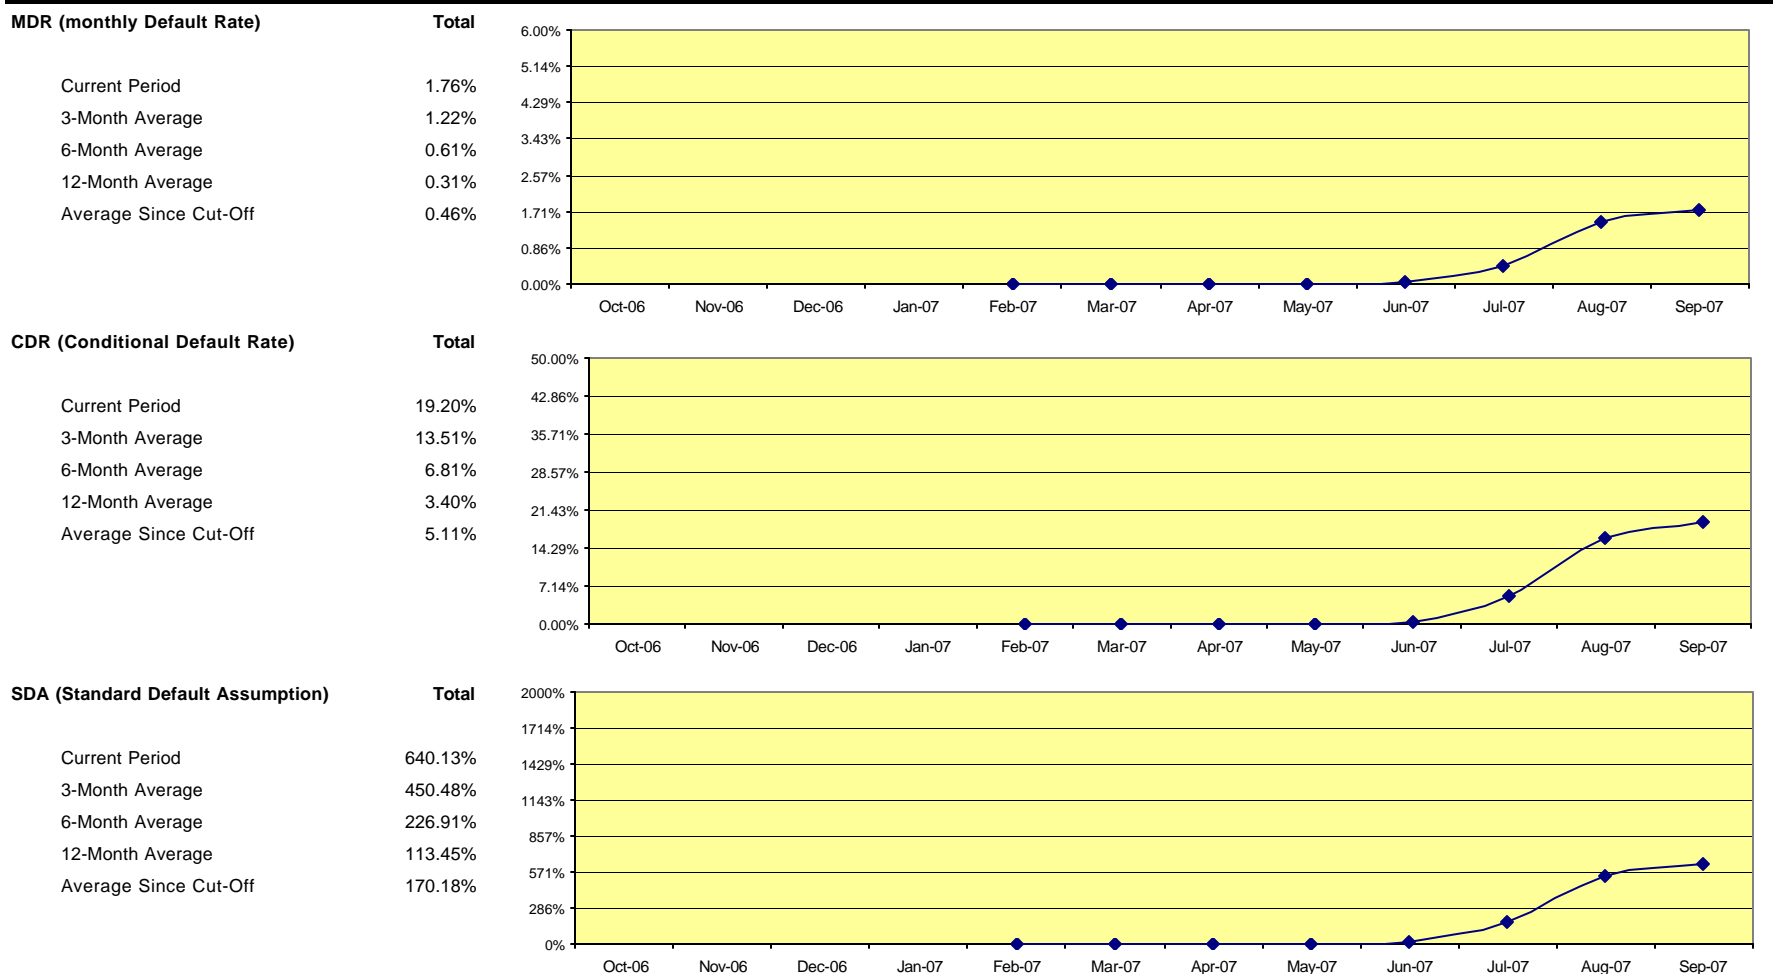 MDR (monthly Default Rate) Total
Current Period 1.76%
3-Month Average 1.22%
6-Month Average 0.61%
12-Month Average 0.31%
Average Since Cut-Off 0.46%
6.00%
5.14%
4.29%
3.43%
2.57%
1.71%
0.86%
0.00%
Oct-06 Nov-06 Dec-06 Jan-07 Feb-07 Mar-07 Apr-07 May-07 Jun-07 Jul-07 Aug-07 Sep-07
CDR (Conditional Default Rate) Total
Current Period 19.20%
3-Month Average 13.51%
6-Month Average 6.81%
12-Month Average 3.40%
Average Since Cut-Off 5.11%
50.00%
42.86%
35.71%
28.57%
21.43%
14.29%
7.14%
0.00%
Oct-06 Nov-06 Dec-06 Jan-07 Feb-07 Mar-07 Apr-07 May-07 Jun-07 Jul-07 Aug-07 Sep-07
SDA (Standard Default Assumption) Total
Current Period 640.13%
3-Month Average 450.48%
6-Month Average 226.91%
12-Month Average 113.45%
Average Since Cut-Off 170.18%
2000%
1714%
1429%
1143%
857%
571%
286%
0%
Oct-06 Nov-06 Dec-06 Jan-07 Feb-07 Mar-07 Apr-07 May-07 Jun-07 Jul-07 Aug-07 Sep-07